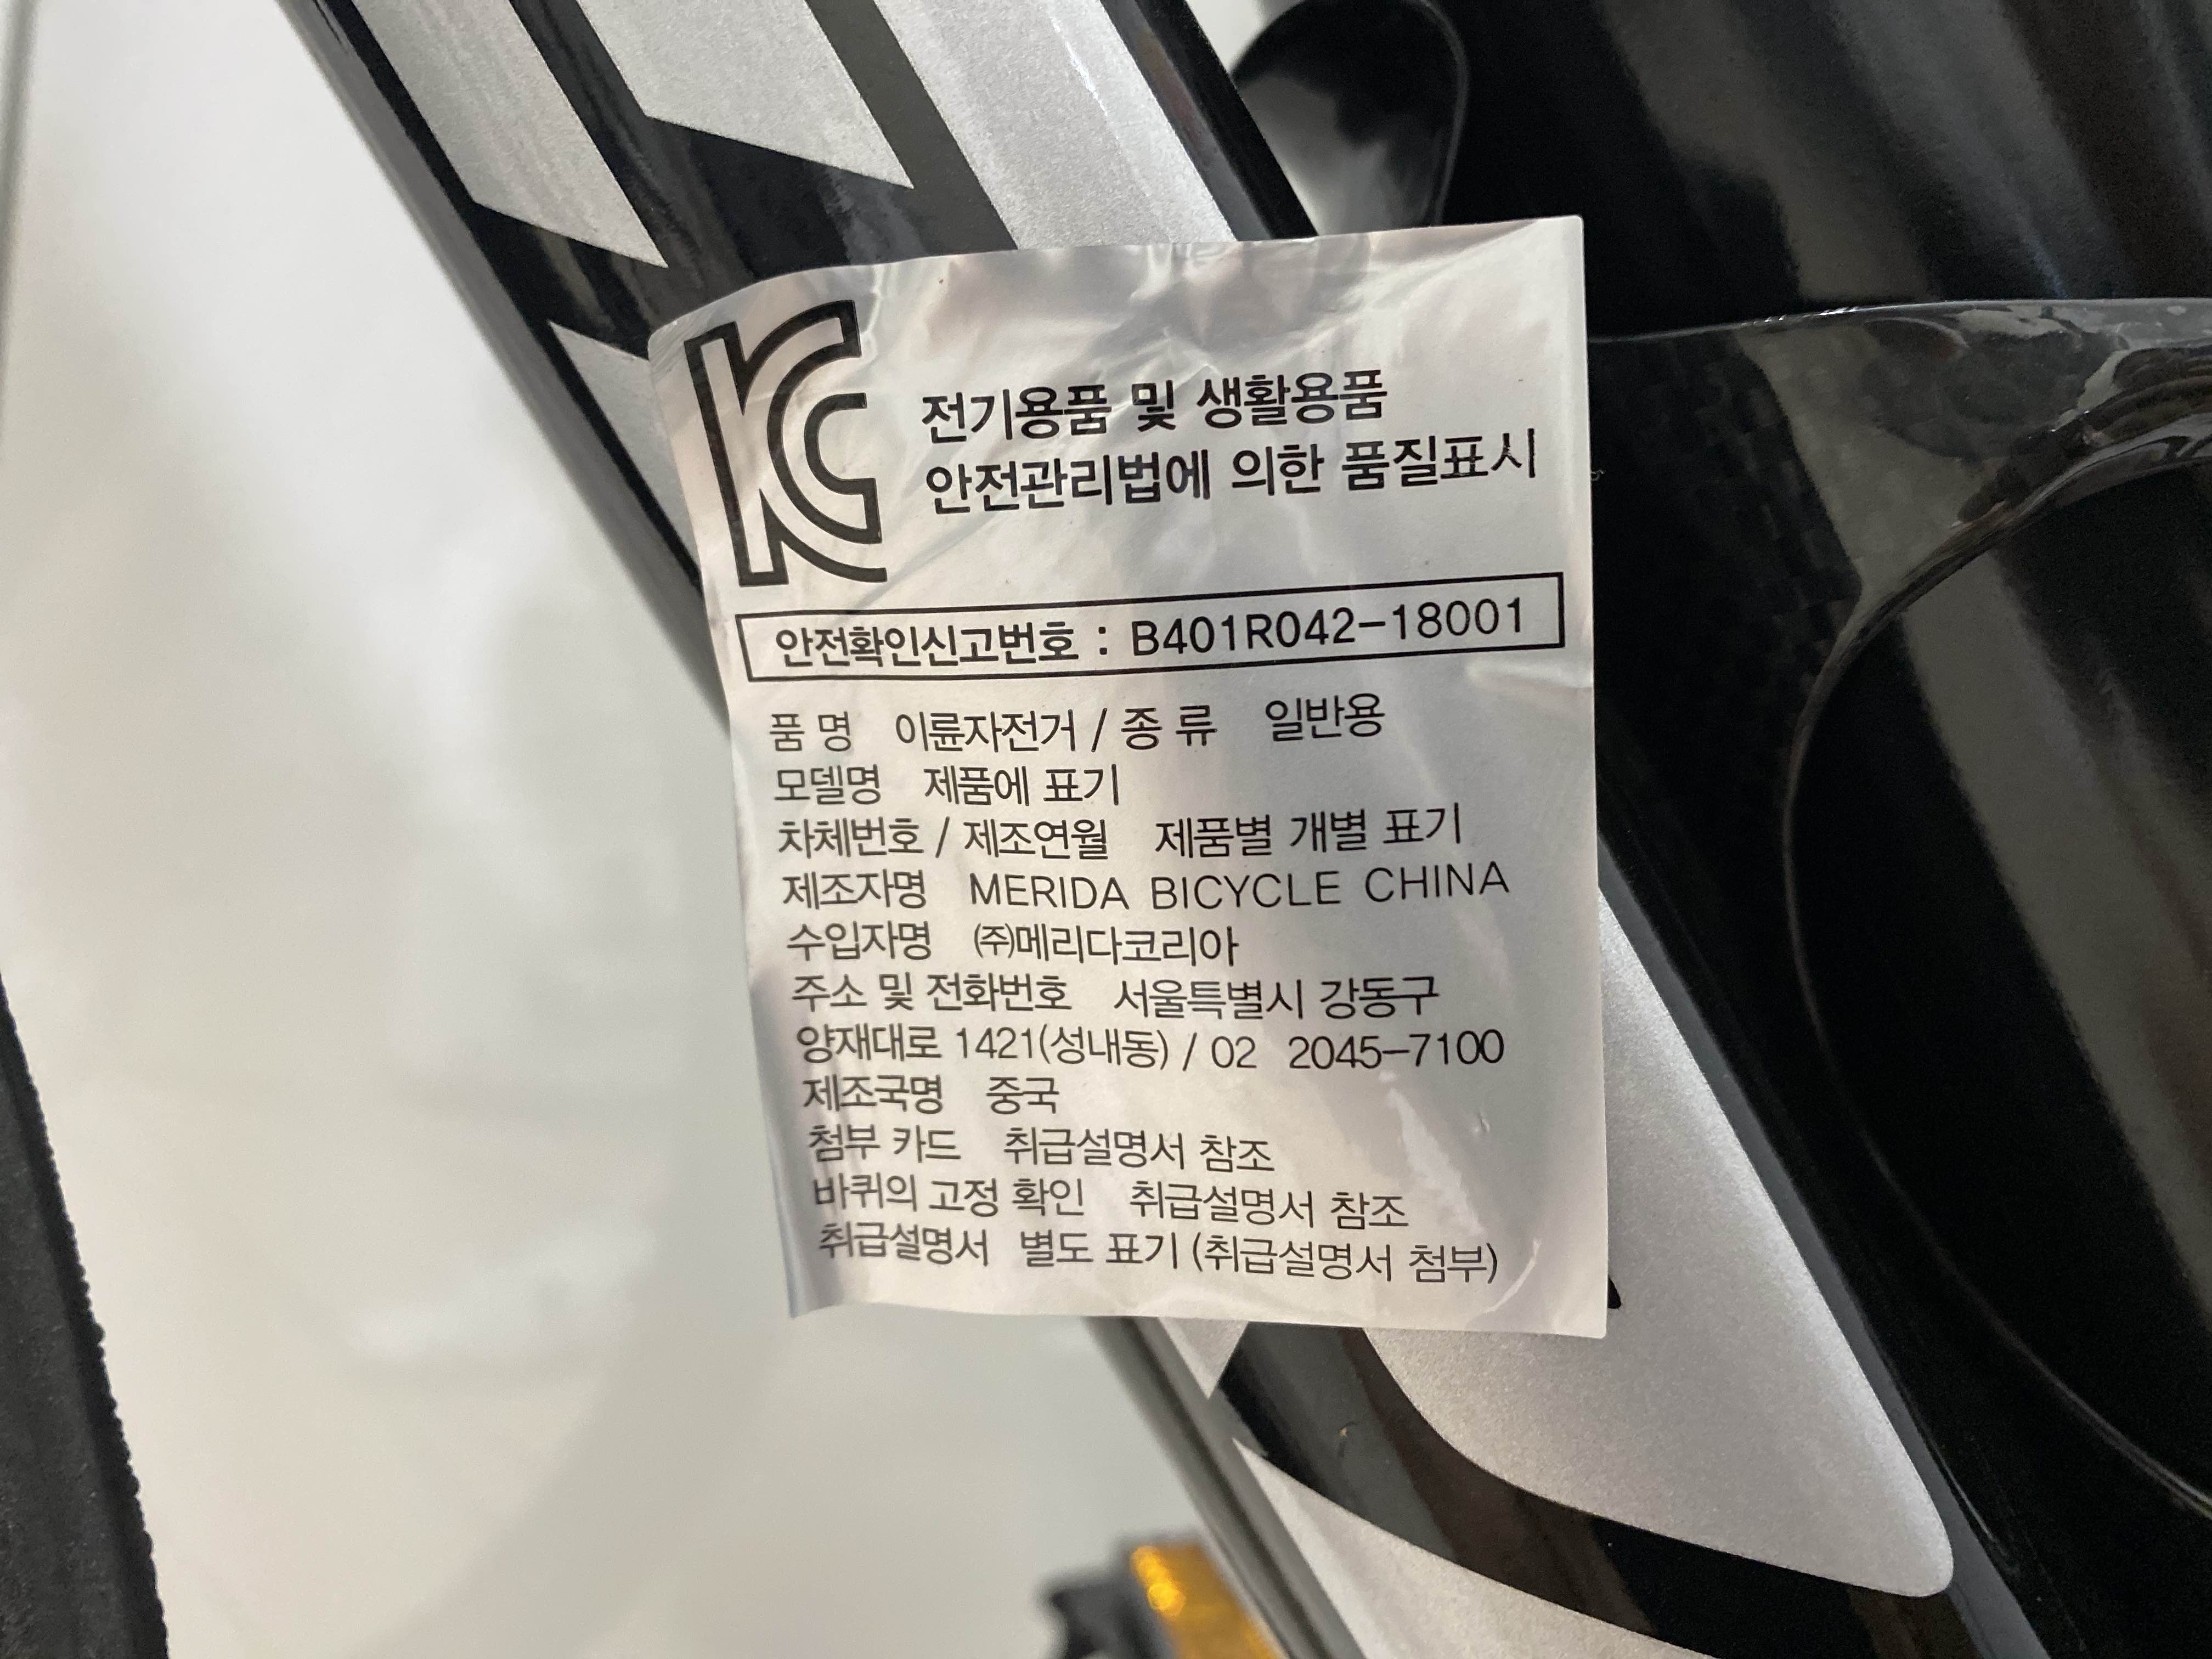 KC
전기용품 및 생활용품
안전관리법에 의한 품질표시
안전확인신고번호 : B401R042-18001
품 명 이륜자전거 / 종 류 일반용
모델명 제품에 표기
차체번호 / 제조연월 제품별 개별 표기
제조자명 MERIDA BICYCLE CHINA
수입자명 ㈜메리다코리아
주소 및 전화번호 서울특별시 강동구
양재대로 1421(성내동) / 02 2045-7100
제조국명 중국
첨부 카드 취급설명서 참조
바퀴의 고정 확인 취급설명서 참조
취급설명서 별도 표기 (취급설명서 첨부)